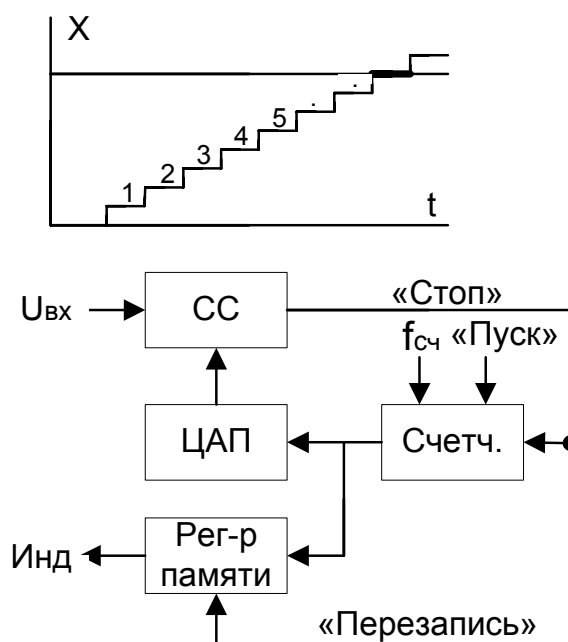 X
1 2 3 4 5 . .
t
Uвх СС «Стоп»
fСч «Пуск»
ЦАП Счетч.
Инд Рег-р
памяти
«Перезапись»